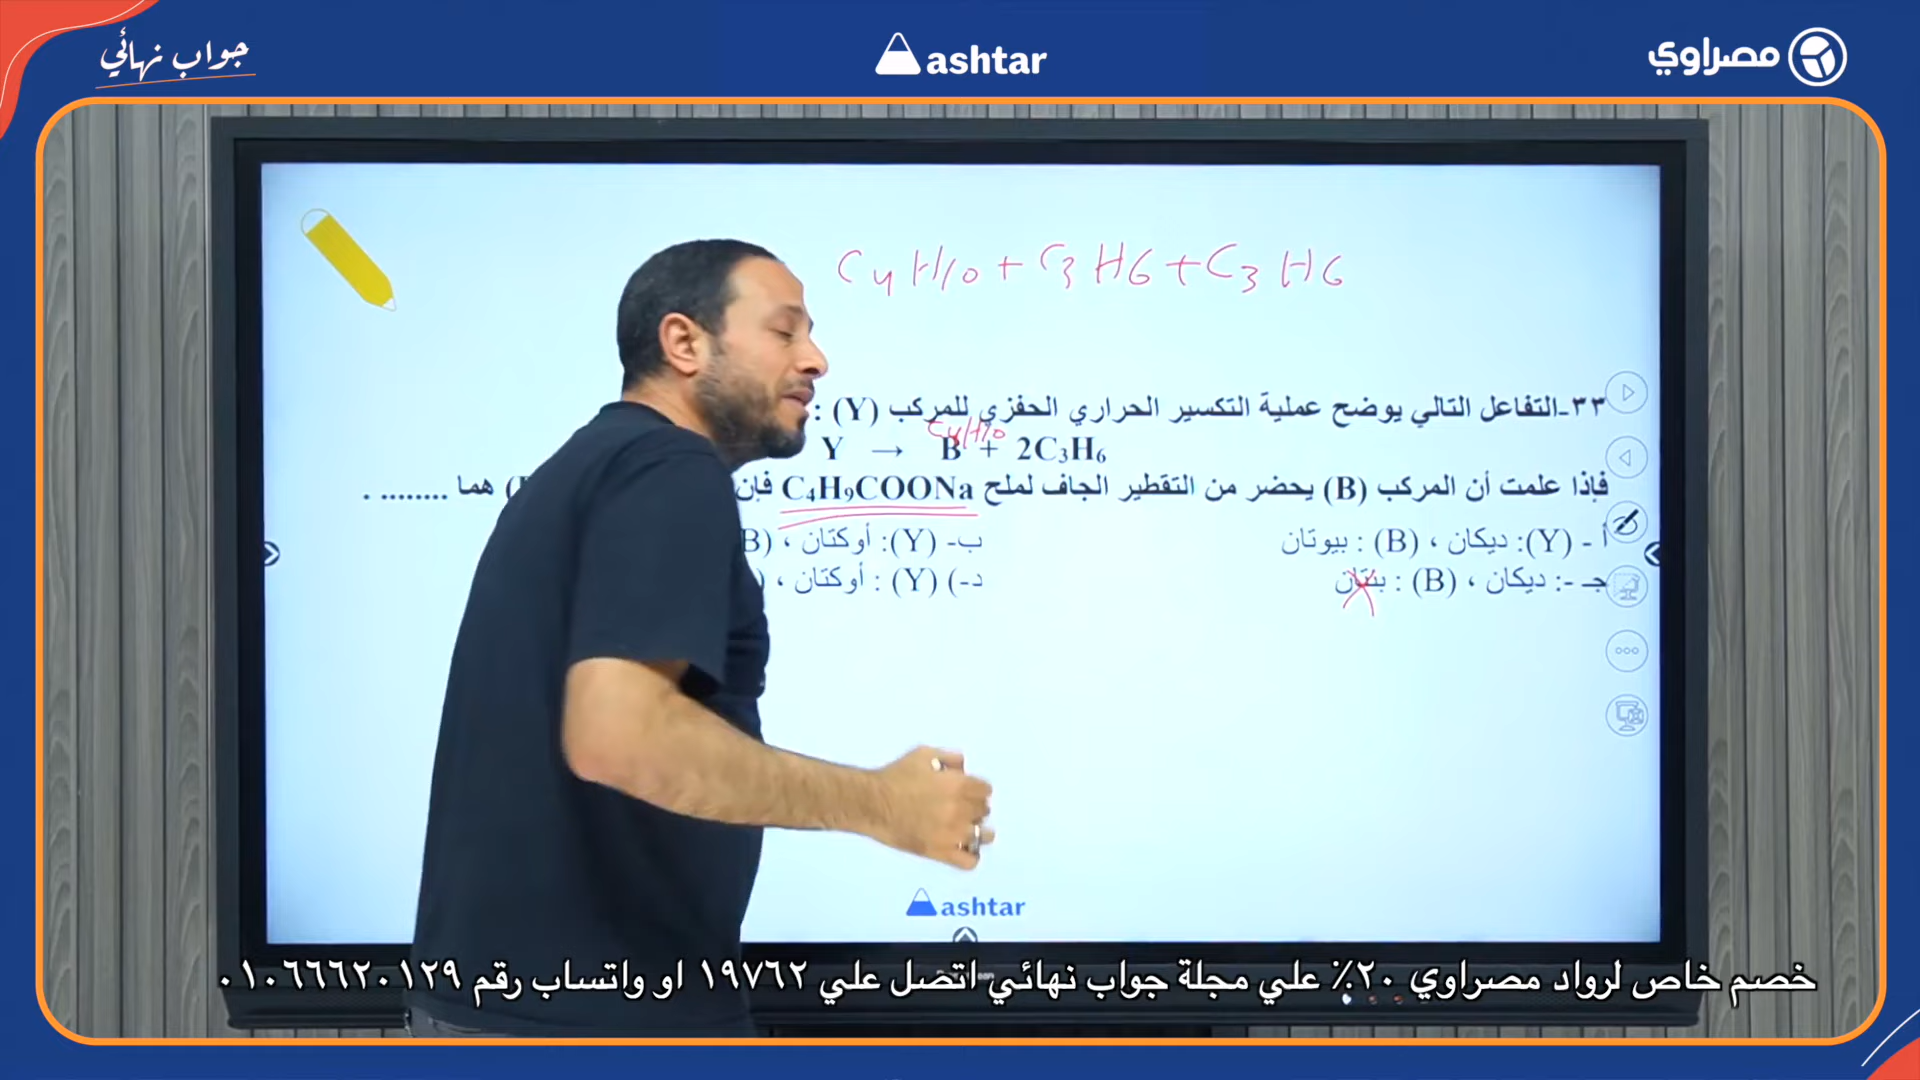 جواب نهائي
ashtar
مصراوي
C4H10 + C3H6 + C3H6
٣٣-التفاعل التالي يوضح عملية التكسير الحراري الحفزي للمركب (Y) :
C4H10
Y → B + 2C₃H₆
فإذا علمت أن المركب (B) يحضر من التقطير الجاف لملح C₄H₉COONa فإن هما ........ .
أ - (Y): ديكان ، (B) : بيوتان
ب- (Y): أوكتان ، (B
جـ -: ديكان ، (B) : بنتان
د-) (Y) : أوكتان ، (
ashtar
خصم خاص لرواد مصراوي ٢٠٪ علي مجلة جواب نهائي اتصل علي ١٩٧٦٢ او واتساب رقم ٠١٠٦٦٦٢٠١٢٩